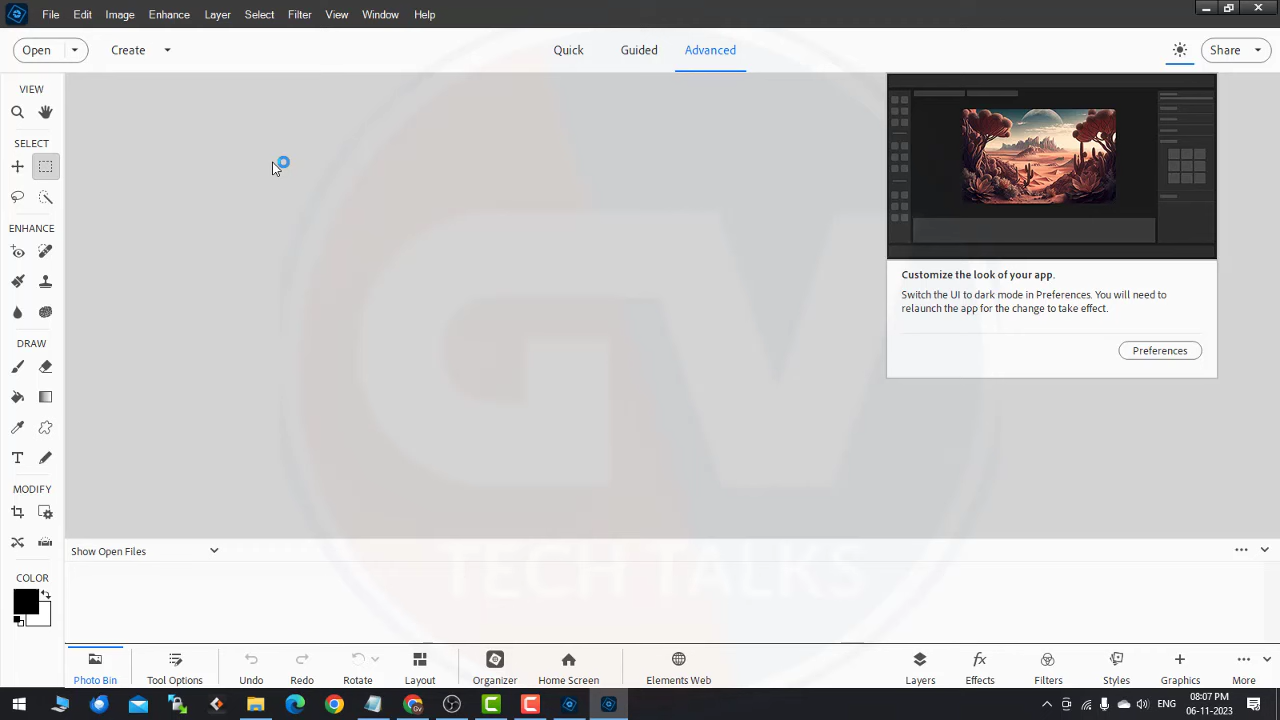 File Edit Image Enhance Layer Select Filter View Window Help
Open Create Quick Guided Advanced Share
VIEW
SELECT
ENHANCE
DRAW
MODIFY
COLOR
Customize the look of your app.
Switch the UI to dark mode in Preferences. You will need to
relaunch the app for the change to take effect.
Preferences
GV
TECH TALKS
Show Open Files
Photo Bin Tool Options Undo Redo Rotate Layout Organizer Home Screen Elements Web Layers Effects Filters Styles Graphics More
ENG
08:07 PM
06-11-2023